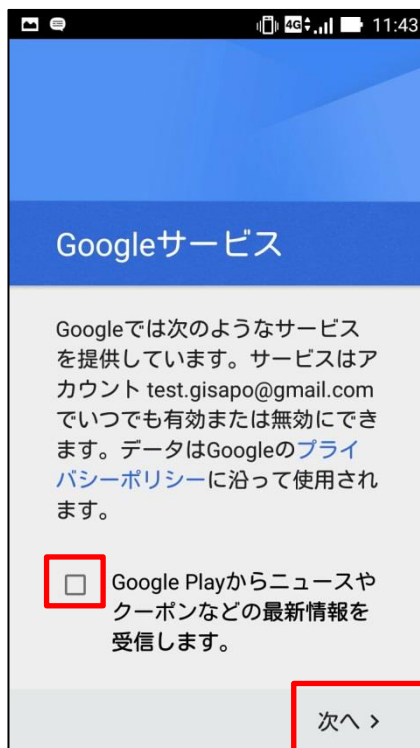 4G 11:43
Googleサービス
Googleでは次のようなサービス
を提供しています。サービスはア
カウント test.gisapo@gmail.com
でいつでも有効または無効にでき
ます。データはGoogleのプライ
バシーポリシーに沿って使用され
ます。
Google Playからニュースや
クーポンなどの最新情報を
受信します。
次へ >